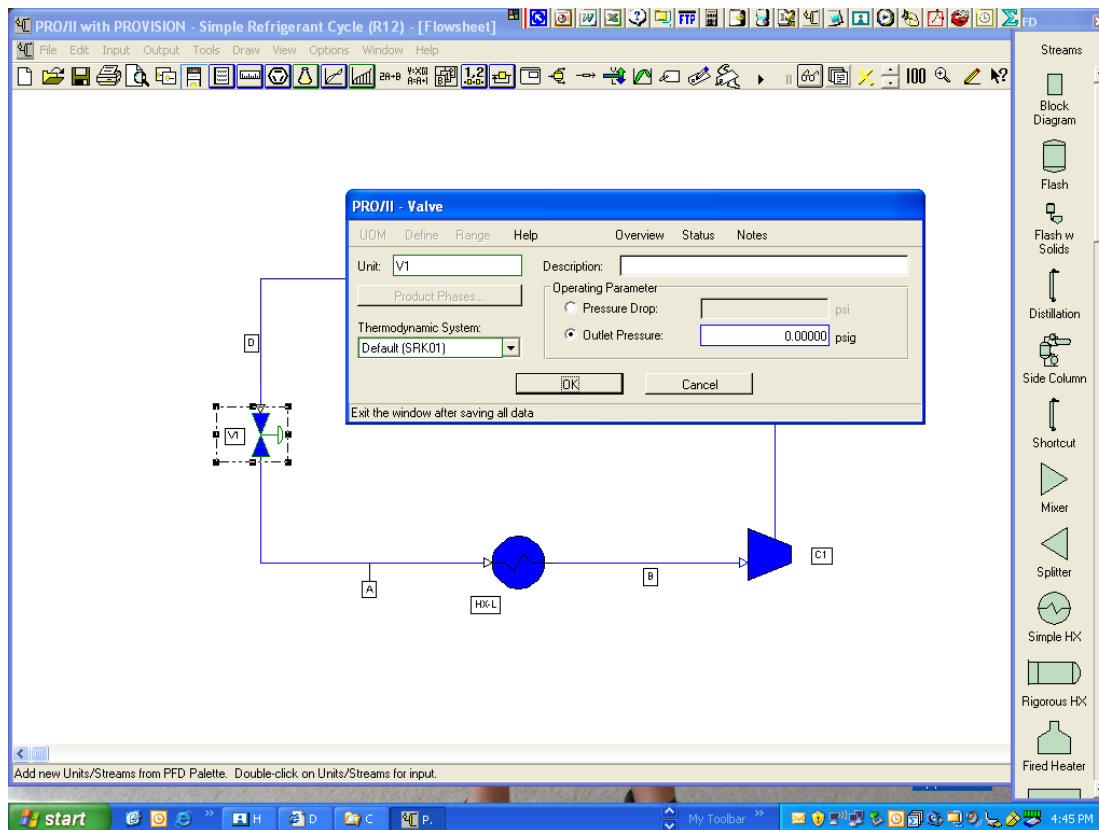 PRO/II with PROVISION - Simple Refrigerant Cycle (R12) - [Flowsheet]
File Edit Input Output Tools Draw View Options Window Help
FTP
FD
Streams
Block
Diagram
Flash
Flash w
Solids
Distillation
Side Column
Shortcut
Mixer
Splitter
Simple HX
Rigorous HX
Fired Heater
PRO/II - Valve
UOM Define Range Help Overview Status Notes
Unit: V1 Description:
Product Phases...
Operating Parameter
Pressure Drop: psi
Thermodynamic System:
Outlet Pressure: 0.00000 psig
Default (SRK01)
OK Cancel
Exit the window after saving all data
D
V1
A
HX-L
B
C1
Add new Units/Streams from PFD Palette. Double-click on Units/Streams for input.
start H D C P. My Toolbar 4:45 PM